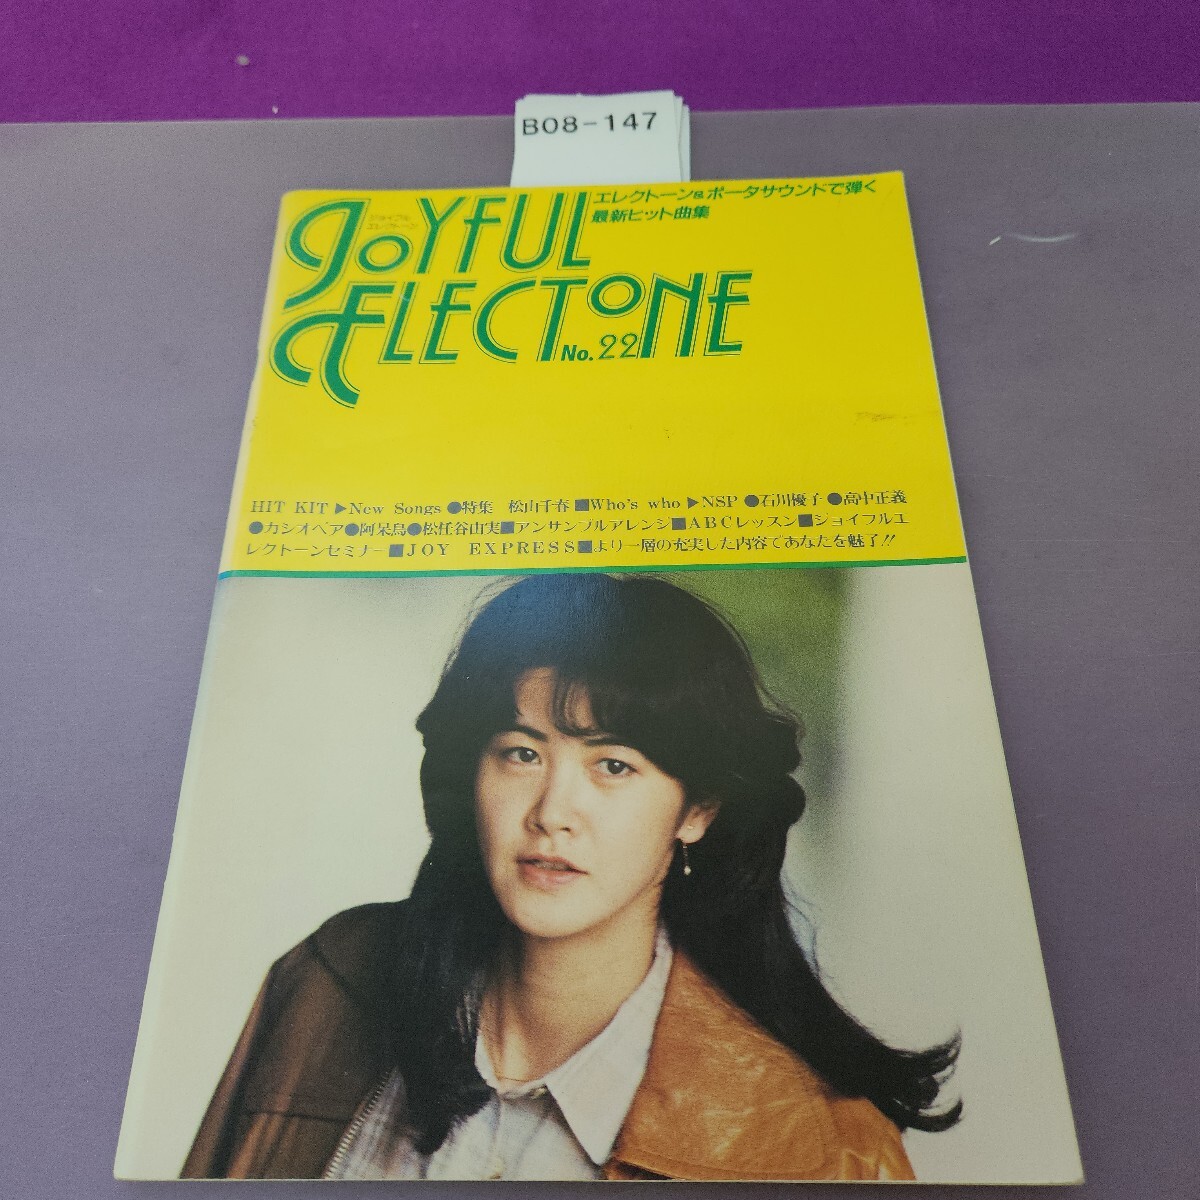 B08-147
エレクトーン&ポータサウンドで弾く
最新ヒット曲集
JOYFUL
ジョイフル
エレクトーン
ELECTONE
No.22
HIT KIT▶New Songs ●特集 松山千春■Who's who▶NSP ●石川優子 ●高中正義
●カシオペア●阿呆鳥●松任谷由実■アンサンブルアレンジ■ABCレッスン■ジョイフルエ
レクトーンセミナー■JOY EXPRESS■より一層の充実した内容であなたを魅了!!